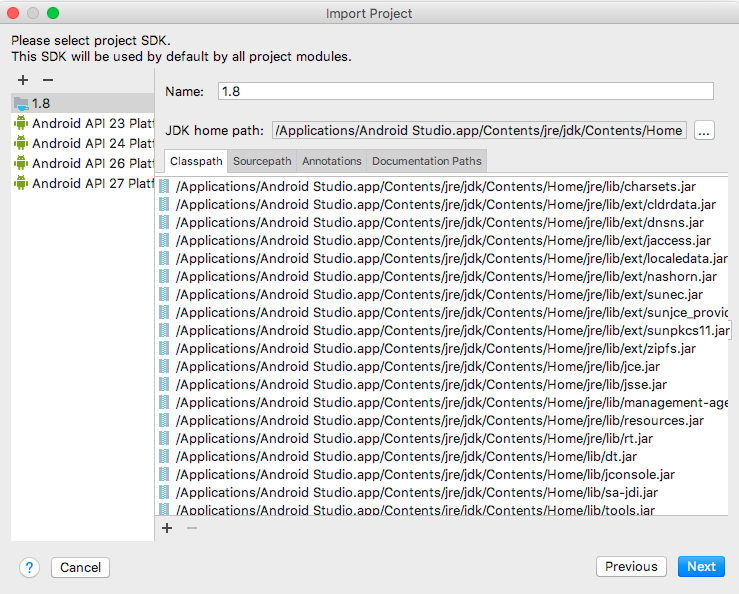 Import Project
Please select project SDK.
This SDK will be used by default by all project modules.
1.8
Android API 23 Platf
Android API 24 Platf
Android API 26 Platf
Android API 27 Platf
Name: 1.8
JDK home path: /Applications/Android Studio.app/Contents/jre/jdk/Contents/Home ...
Classpath Sourcepath Annotations Documentation Paths
/Applications/Android Studio.app/Contents/jre/jdk/Contents/Home/jre/lib/charsets.jar
/Applications/Android Studio.app/Contents/jre/jdk/Contents/Home/jre/lib/ext/cldrdata.jar
/Applications/Android Studio.app/Contents/jre/jdk/Contents/Home/jre/lib/ext/dnsns.jar
/Applications/Android Studio.app/Contents/jre/jdk/Contents/Home/jre/lib/ext/jaccess.jar
/Applications/Android Studio.app/Contents/jre/jdk/Contents/Home/jre/lib/ext/localedata.jar
/Applications/Android Studio.app/Contents/jre/jdk/Contents/Home/jre/lib/ext/nashorn.jar
/Applications/Android Studio.app/Contents/jre/jdk/Contents/Home/jre/lib/ext/sunec.jar
/Applications/Android Studio.app/Contents/jre/jdk/Contents/Home/jre/lib/ext/sunjce_provid
/Applications/Android Studio.app/Contents/jre/jdk/Contents/Home/jre/lib/ext/sunpkcs11.jar
/Applications/Android Studio.app/Contents/jre/jdk/Contents/Home/jre/lib/ext/zipfs.jar
/Applications/Android Studio.app/Contents/jre/jdk/Contents/Home/jre/lib/jce.jar
/Applications/Android Studio.app/Contents/jre/jdk/Contents/Home/jre/lib/jsse.jar
/Applications/Android Studio.app/Contents/jre/jdk/Contents/Home/jre/lib/management-age
/Applications/Android Studio.app/Contents/jre/jdk/Contents/Home/jre/lib/resources.jar
/Applications/Android Studio.app/Contents/jre/jdk/Contents/Home/jre/lib/rt.jar
/Applications/Android Studio.app/Contents/jre/jdk/Contents/Home/lib/dt.jar
/Applications/Android Studio.app/Contents/jre/jdk/Contents/Home/lib/jconsole.jar
/Applications/Android Studio.app/Contents/jre/jdk/Contents/Home/lib/sa-jdi.jar
/Applications/Android Studio.app/Contents/jre/jdk/Contents/Home/lib/tools.jar
? Cancel Previous Next